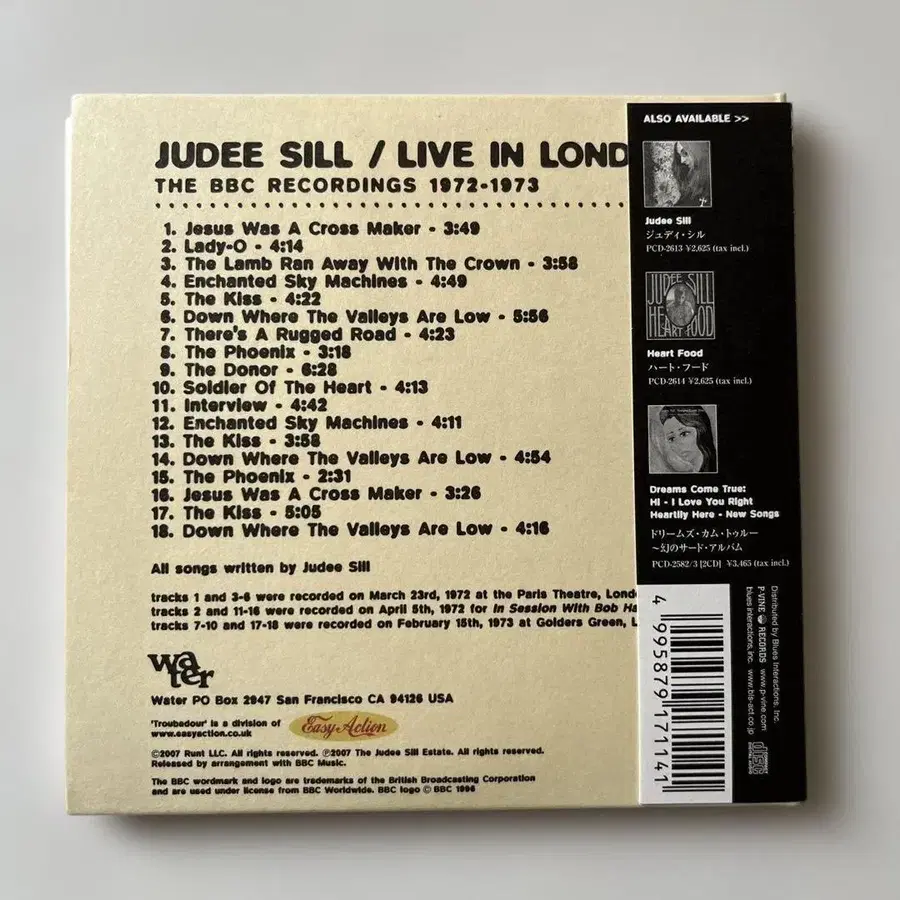 JUDEE SILL / LIVE IN LOND
THE BBC RECORDINGS 1972-1973
1. Jesus Was A Cross Maker - 3:49
2. Lady-O - 4:14
3. The Lamb Ran Away With The Crown - 3:58
4. Enchanted Sky Machines - 4:49
5. The Kiss - 4:22
6. Down Where The Valleys Are Low - 5:56
7. There's A Rugged Road - 4:23
8. The Phoenix - 3:18
9. The Donor - 6:28
10. Soldier Of The Heart - 4:13
11. Interview - 4:42
12. Enchanted Sky Machines - 4:11
13. The Kiss - 3:58
14. Down Where The Valleys Are Low - 4:54
15. The Phoenix - 2:31
16. Jesus Was A Cross Maker - 3:26
17. The Kiss - 5:05
18. Down Where The Valleys Are Low - 4:16
All songs written by Judee Sill
tracks 1 and 3-6 were recorded on March 23rd, 1972 at the Paris Theatre, Londo
tracks 2 and 11-16 were recorded on April 5th, 1972 for In Session With Bob Ha
tracks 7-10 and 17-18 were recorded on February 15th, 1973 at Golders Green, L
water
Water PO Box 2947 San Francisco CA 94126 USA
'Troubadour' is a division of
www.easyaction.co.uk
Easy Action
©2007 Runt LLC. All rights reserved. ℗2007 The Judee Sill Estate. All rights reserved.
Released by arrangement with BBC Music.
The BBC wordmark and logo are trademarks of the British Broadcasting Corporation
and are used under license from BBC Worldwide. BBC logo © BBC 1996
ALSO AVAILABLE >>
Judee Sill
ジュディ・シル
PCD-2613 ¥2,625 (tax incl.)
JUDEE SILL
HEART FOOD
Heart Food
ハート・フード
PCD-2614 ¥2,625 (tax incl.)
Dreams Come True:
Hi - I Love You Right
Heartily Here - New Songs
ドリームズ・カム・トゥルー
～幻のサード・アルバム
PCD-2582/3 [2CD] ¥3,465 (tax incl.)
4 995879 171141
Distributed by Blues Interactions, Inc.
P-VINE RECORDS www.p-vine.com
blues interactions, inc. www.bls-act.co.jp
COMPACT
disc
DIGITAL AUDIO